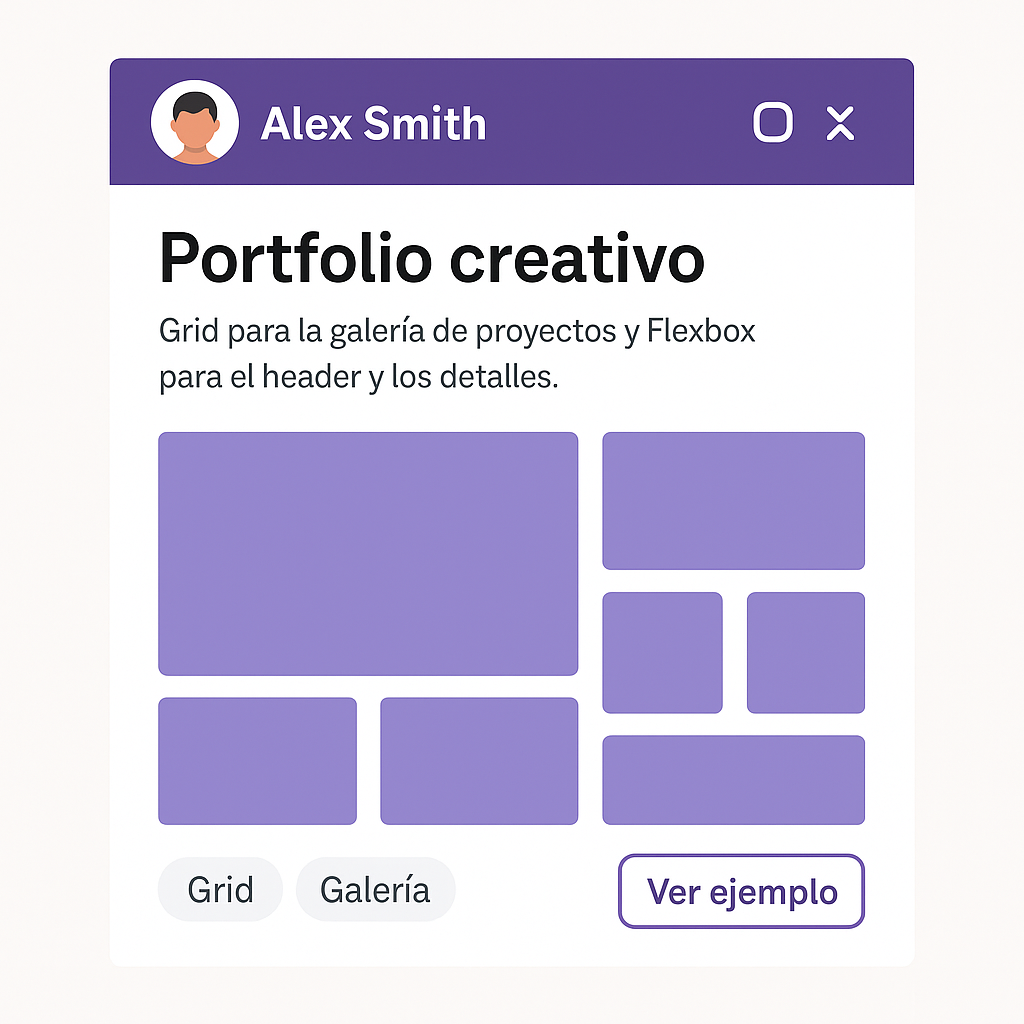 Alex Smith
Portfolio creativo
Grid para la galería de proyectos y Flexbox
para el header y los detalles.
Grid
Galería
Ver ejemplo